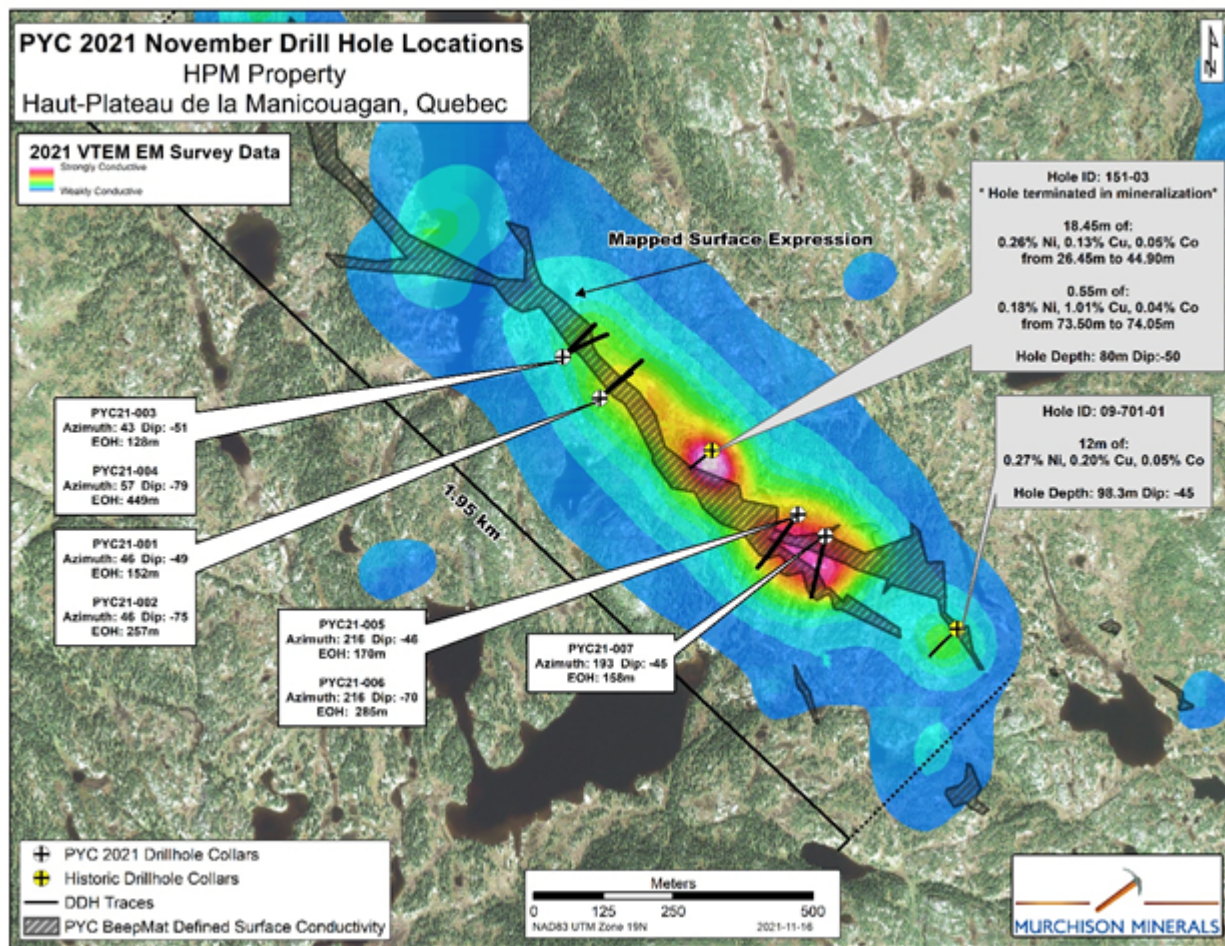 PYC 2021 November Drill Hole Locations
HPM Property
Haut-Plateau de la Manicouagan, Quebec
N
2021 VTEM EM Survey Data
Strongly Conductive
Weakly Conductive
Mapped Surface Expression
Hole ID: 151-03
* Hole terminated in mineralization*
18.45m of:
0.26% Ni, 0.13% Cu, 0.05% Co
from 26.45m to 44.90m
0.55m of:
0.18% Ni, 1.01% Cu, 0.04% Co
from 73.50m to 74.05m
Hole Depth: 80m Dip:-50
Hole ID: 09-701-01
12m of:
0.27% Ni, 0.20% Cu, 0.05% Co
Hole Depth: 98.3m Dip: -45
PYC21-003
Azimuth: 43 Dip: -51
EOH: 128m
PYC21-004
Azimuth: 57 Dip: -79
EOH: 449m
PYC21-001
Azimuth: 46 Dip: -49
EOH: 152m
PYC21-002
Azimuth: 46 Dip: -75
EOH: 257m
1.95 km
PYC21-005
Azimuth: 216 Dip: -46
EOH: 170m
PYC21-006
Azimuth: 216 Dip: -70
EOH: 285m
PYC21-007
Azimuth: 193 Dip: -45
EOH: 158m
PYC 2021 Drillhole Collars
Historic Drillhole Collars
DDH Traces
PYC BeepMat Defined Surface Conductivity
Meters
0 125 250 500
NAD83 UTM Zone 19N
2021-11-16
MURCHISON MINERALS